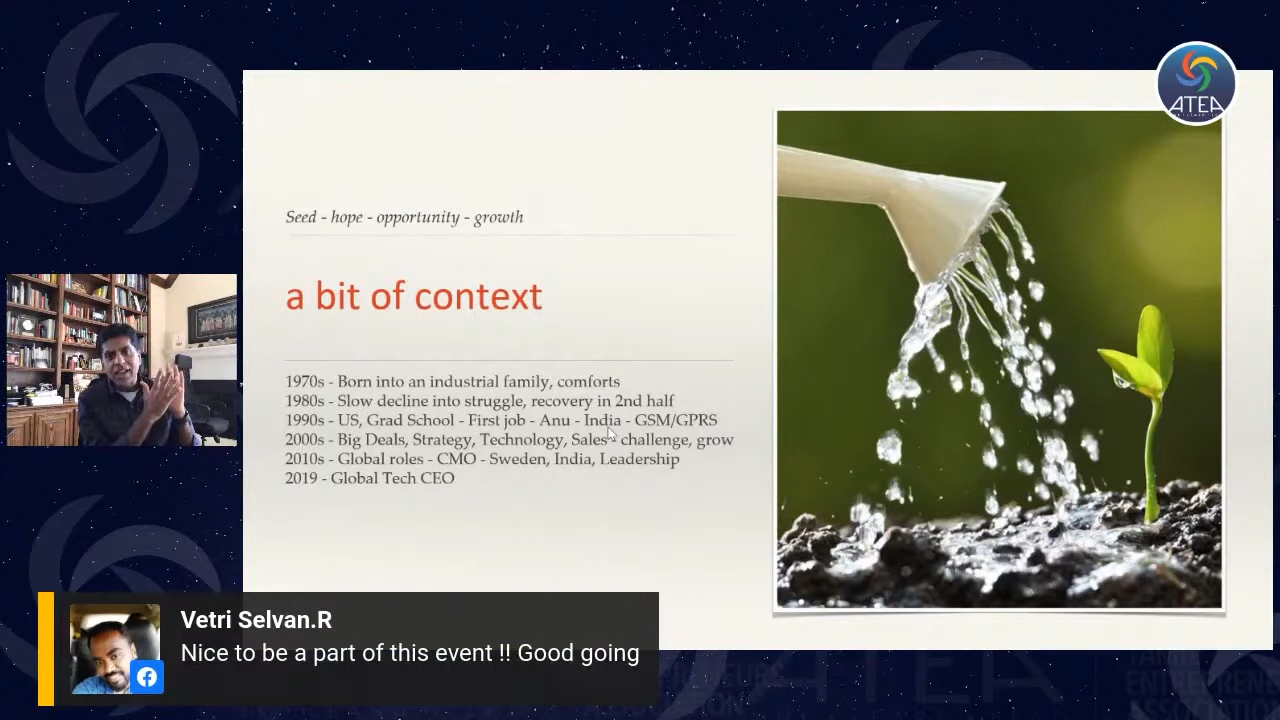 ATEA
Seed - hope - opportunity - growth
a bit of context
1970s - Born into an industrial family, comforts
1980s - Slow decline into struggle, recovery in 2nd half
1990s - US, Grad School - First job - Anu - India - GSM/GPRS
2000s - Big Deals, Strategy, Technology, Sales - challenge, grow
2010s - Global roles - CMO - Sweden, India, Leadership
2019 - Global Tech CEO
Vetri Selvan.R
Nice to be a part of this event !! Good going
ATEA